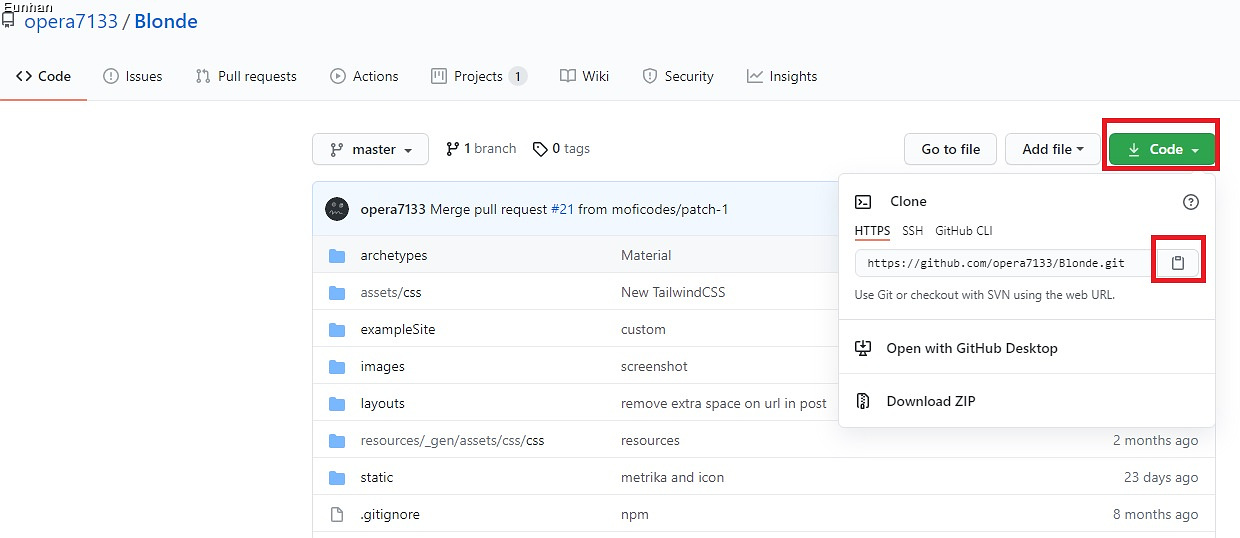 Eunhan
opera7133 / Blonde
Code Issues Pull requests Actions Projects 1 Wiki Security Insights
master 1 branch 0 tags Go to file Add file Code
opera7133 Merge pull request #21 from moficodes/patch-1
archetypes Material
assets/css New TailwindCSS
exampleSite custom
images screenshot
layouts remove extra space on url in post
resources/_gen/assets/css/css resources 2 months ago
static metrika and icon 23 days ago
.gitignore npm 8 months ago
Clone
HTTPS SSH GitHub CLI
https://github.com/opera7133/Blonde.git
Use Git or checkout with SVN using the web URL.
Open with GitHub Desktop
Download ZIP